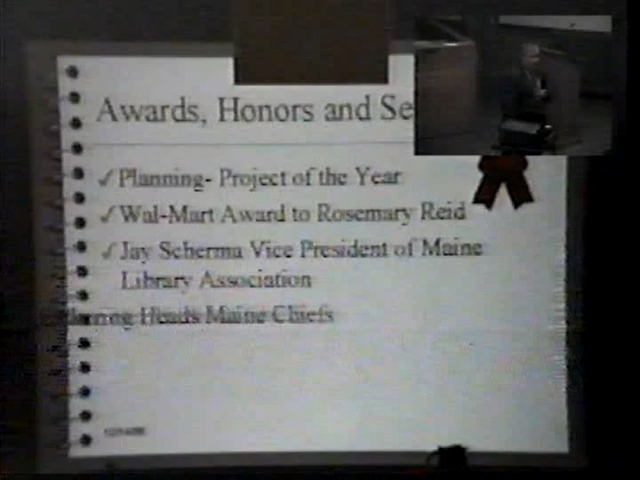 Awards, Honors and Se
✓ Planning- Project of the Year
✓ Wal-Mart Award to Rosemary Reid
✓ Jay Scherma Vice President of Maine
Library Association
Heads Maine Chiefs